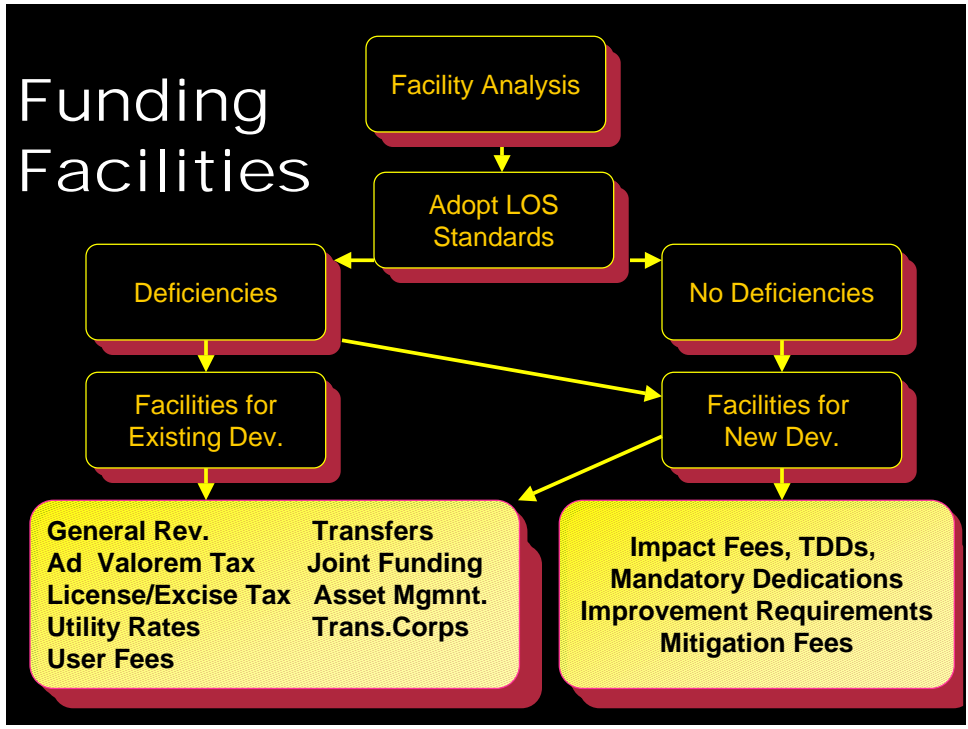 Funding
Facilities
Facility Analysis
Adopt LOS
Standards
Deficiencies
No Deficiencies
Facilities for
Existing Dev.
Facilities for
New Dev.
General Rev. Transfers
Ad Valorem Tax Joint Funding
License/Excise Tax Asset Mgmnt.
Utility Rates Trans.Corps
User Fees
Impact Fees, TDDs,
Mandatory Dedications
Improvement Requirements
Mitigation Fees